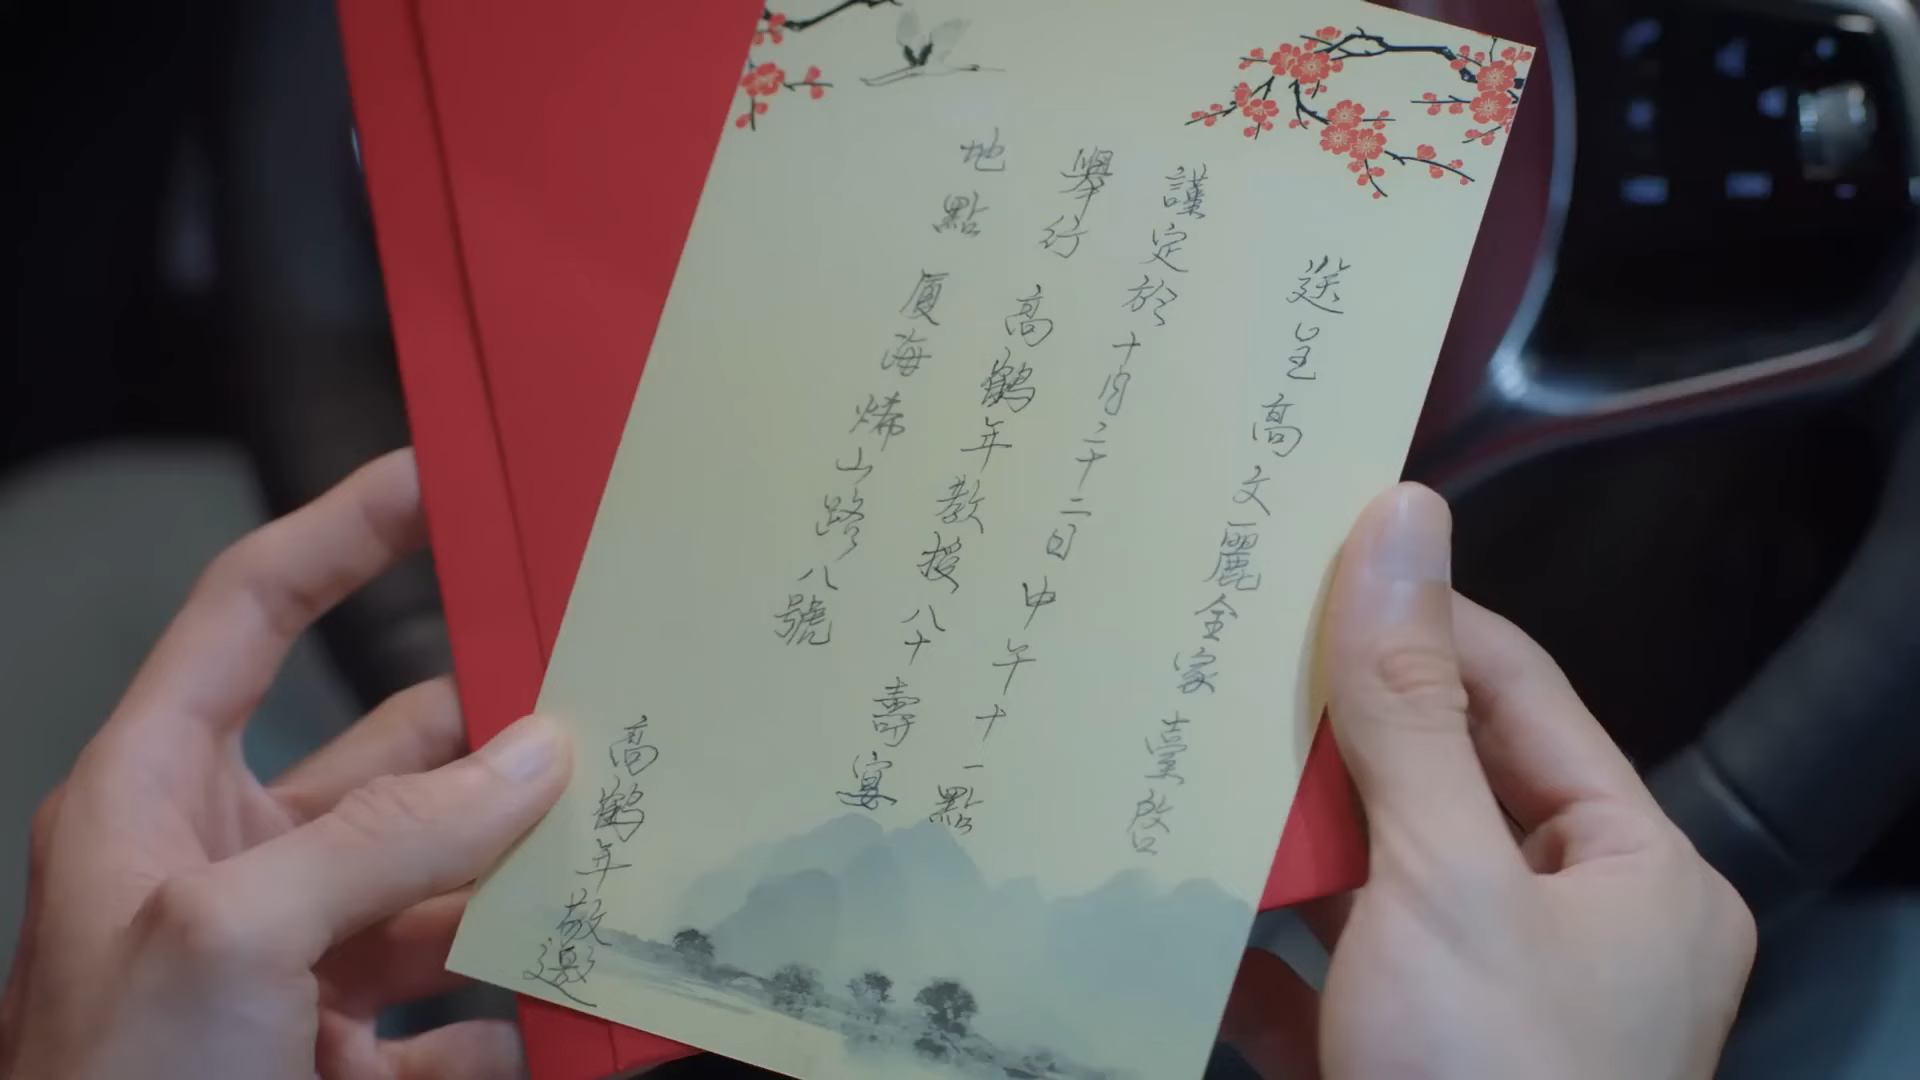 送呈高文麗全家臺啓
謹定於十月二十二日中午十一點
舉行高鶴年教授八十壽宴
地點廈海烯山路八號
高鶴年敬邀